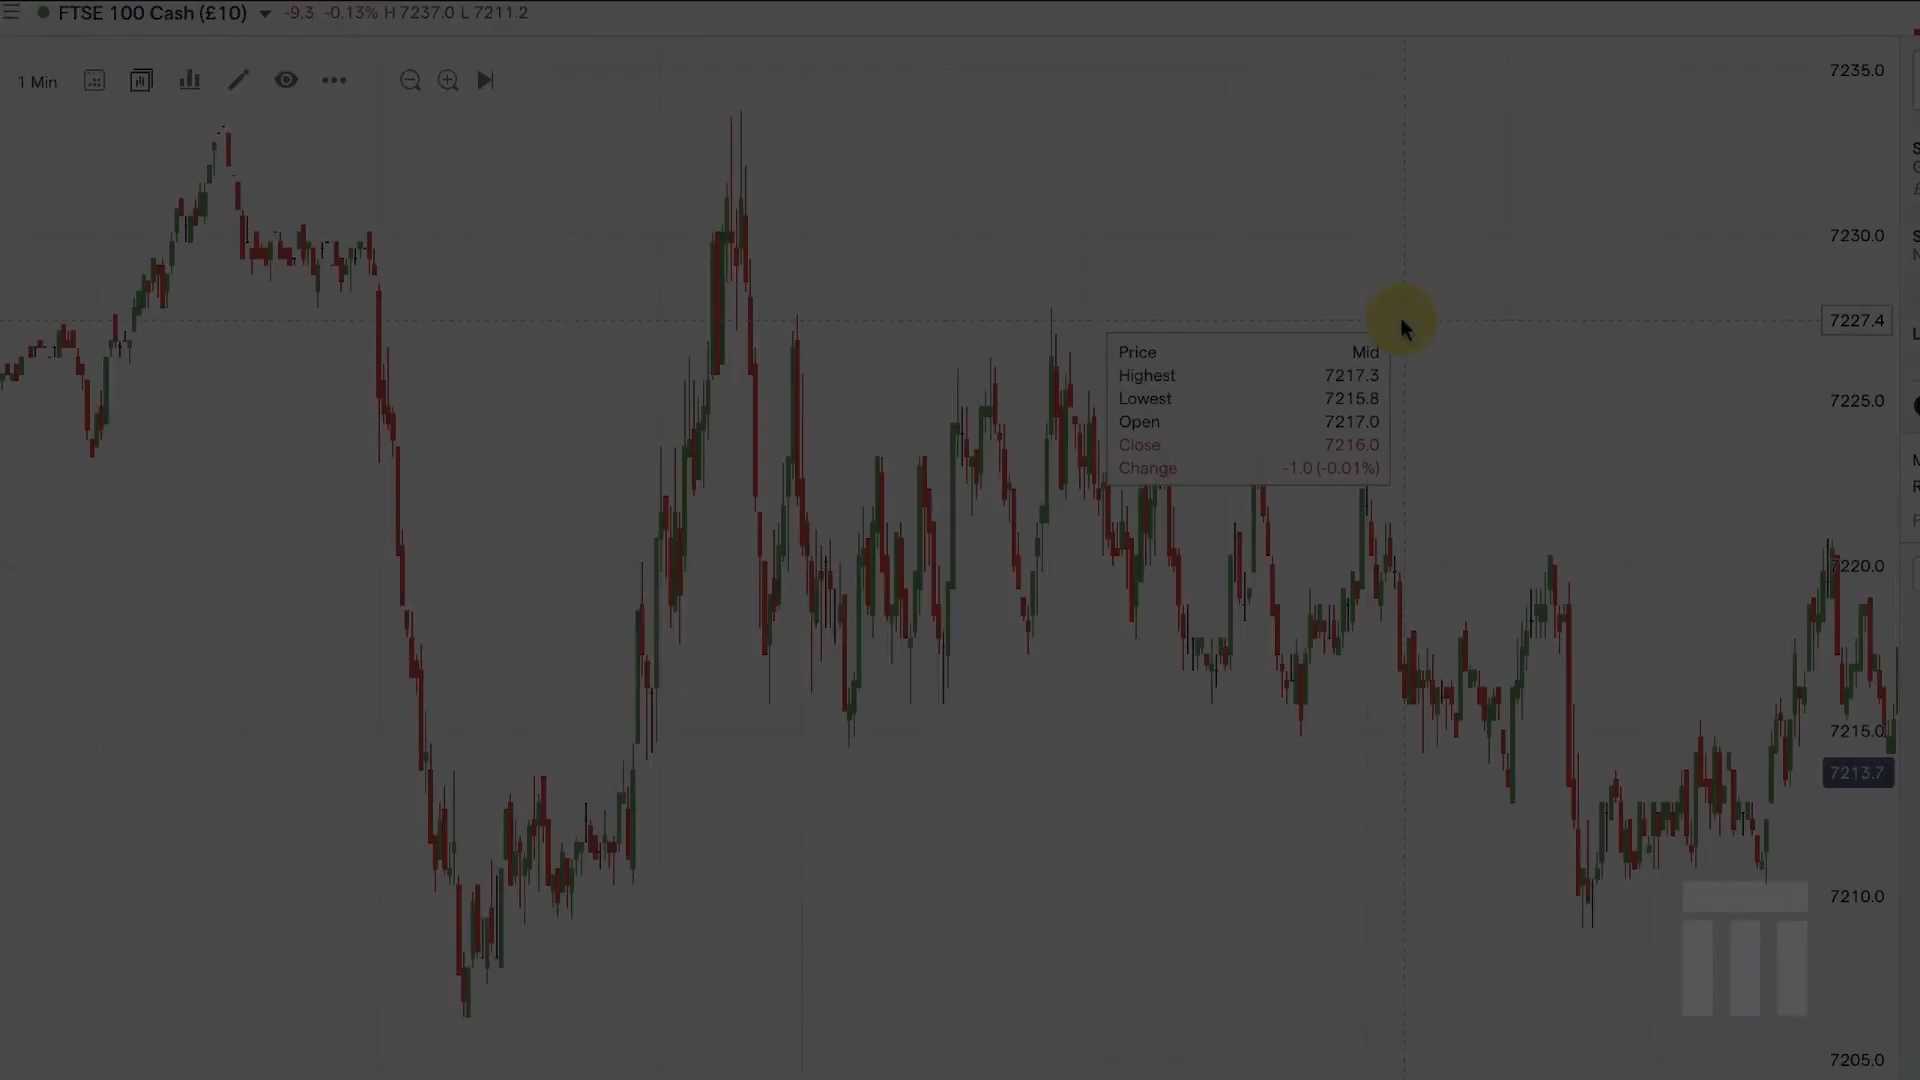 FTSE 100 Cash (£10) -9.3 -0.13% H 7237.0 L 7211.2
1 Min
7235.0
7230.0
7227.4
7225.0
7220.0
7215.0
7213.7
7210.0
7205.0
Price Mid
Highest 7217.3
Lowest 7215.8
Open 7217.0
Close 7216.0
Change -1.0 (-0.01%)